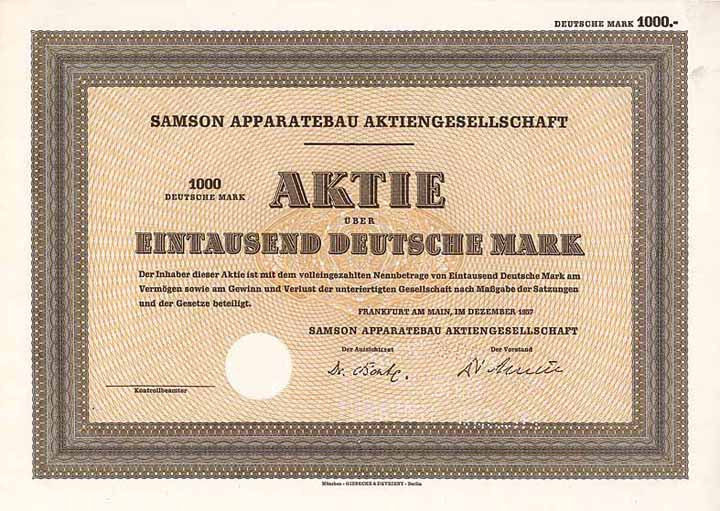 DEUTSCHE MARK 1000.-
SAMSON APPARATEBAU AKTIENGESELLSCHAFT
1000
DEUTSCHE MARK
AKTIE
ÜBER
EINTAUSEND DEUTSCHE MARK
Der Inhaber dieser Aktie ist mit dem volleingezahlten Nennbetrage von Eintausend Deutsche Mark am
Vermögen sowie am Gewinn und Verlust der unterfertigten Gesellschaft nach Maßgabe der Satzungen
und der Gesetze beteiligt.
FRANKFURT AM MAIN, IM DEZEMBER 1957
SAMSON APPARATEBAU AKTIENGESELLSCHAFT
Der Aufsichtsrat Der Vorstand
Dr.
Kontrollbeamter
München - GIESECKE & DEVRIENT - Berlin